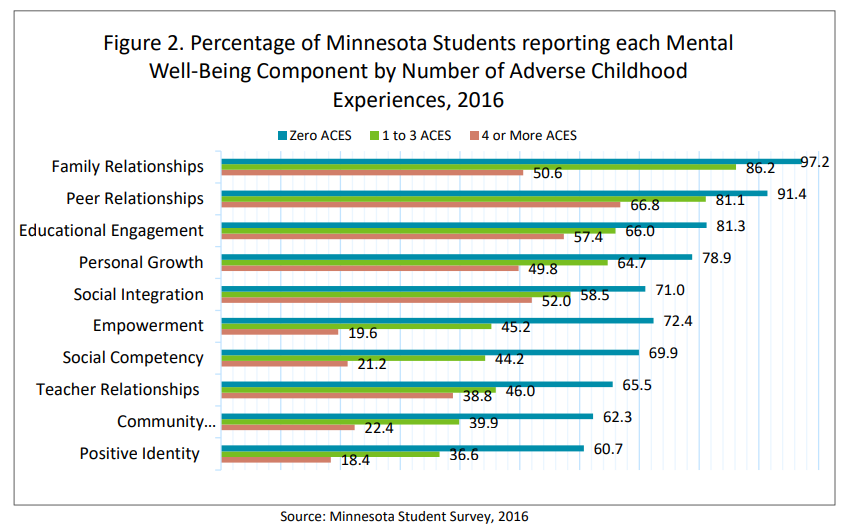 Figure 2. Percentage of Minnesota Students reporting each Mental
Well-Being Component by Number of Adverse Childhood
Experiences, 2016
Zero ACES 1 to 3 ACES 4 or More ACES
Family Relationships 97.2
86.2
50.6
Peer Relationships 91.4
81.1
66.8
Educational Engagement 81.3
66.0
57.4
Personal Growth 78.9
64.7
49.8
Social Integration 71.0
58.5
52.0
Empowerment 72.4
45.2
19.6
Social Competency 69.9
44.2
21.2
Teacher Relationships 65.5
46.0
38.8
Community... 62.3
39.9
22.4
Positive Identity 60.7
36.6
18.4
Source: Minnesota Student Survey, 2016